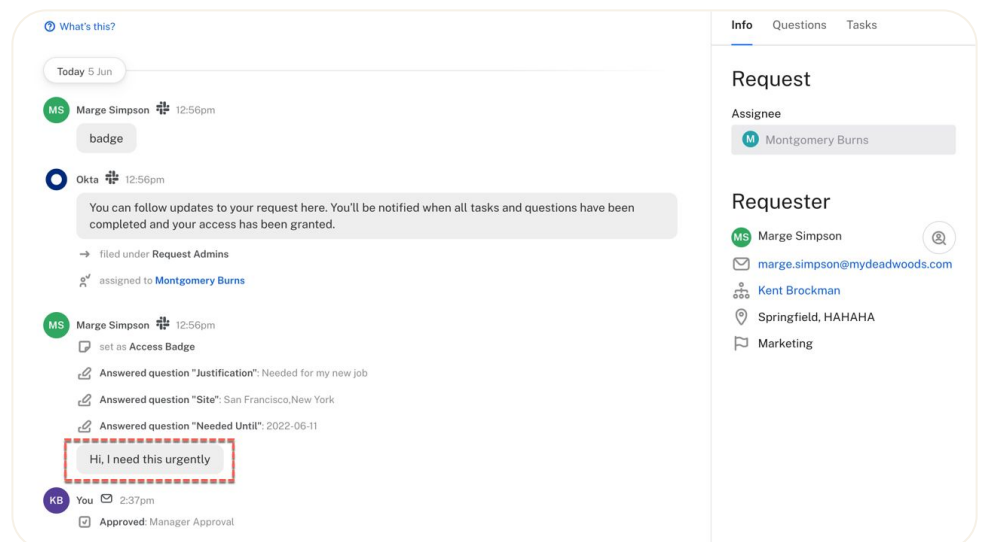 What's this?
Today 5 Jun
MS Marge Simpson 12:56pm
badge
Okta 12:56pm
You can follow updates to your request here. You'll be notified when all tasks and questions have been
completed and your access has been granted.
→ filed under Request Admins
assigned to Montgomery Burns
MS Marge Simpson 12:56pm
set as Access Badge
Answered question "Justification": Needed for my new job
Answered question "Site": San Francisco,New York
Answered question "Needed Until": 2022-06-11
Hi, I need this urgently
KB You 2:37pm
Approved: Manager Approval
Info Questions Tasks
Request
Assignee
M Montgomery Burns
Requester
MS Marge Simpson
marge.simpson@mydeadwoods.com
Kent Brockman
Springfield, HAHAHA
Marketing